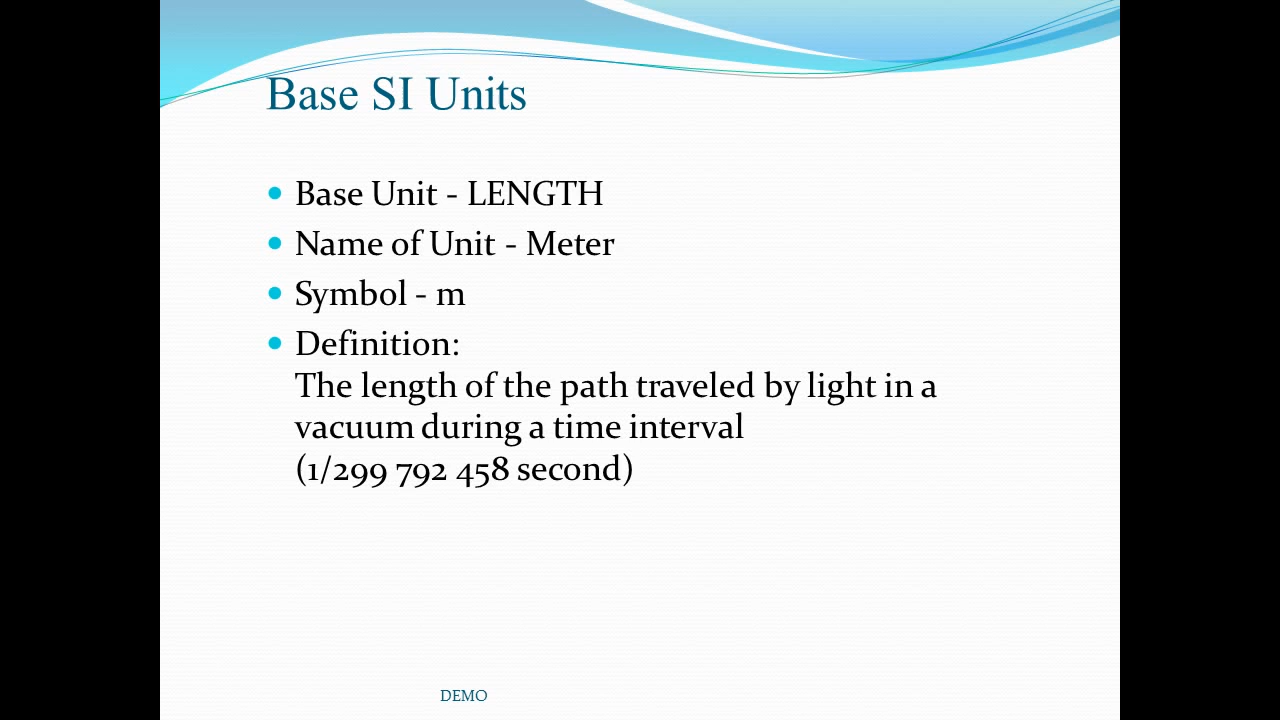 Base SI Units
Base Unit - LENGTH
Name of Unit - Meter
Symbol - m
Definition:
The length of the path traveled by light in a
vacuum during a time interval
(1/299 792 458 second)
DEMO